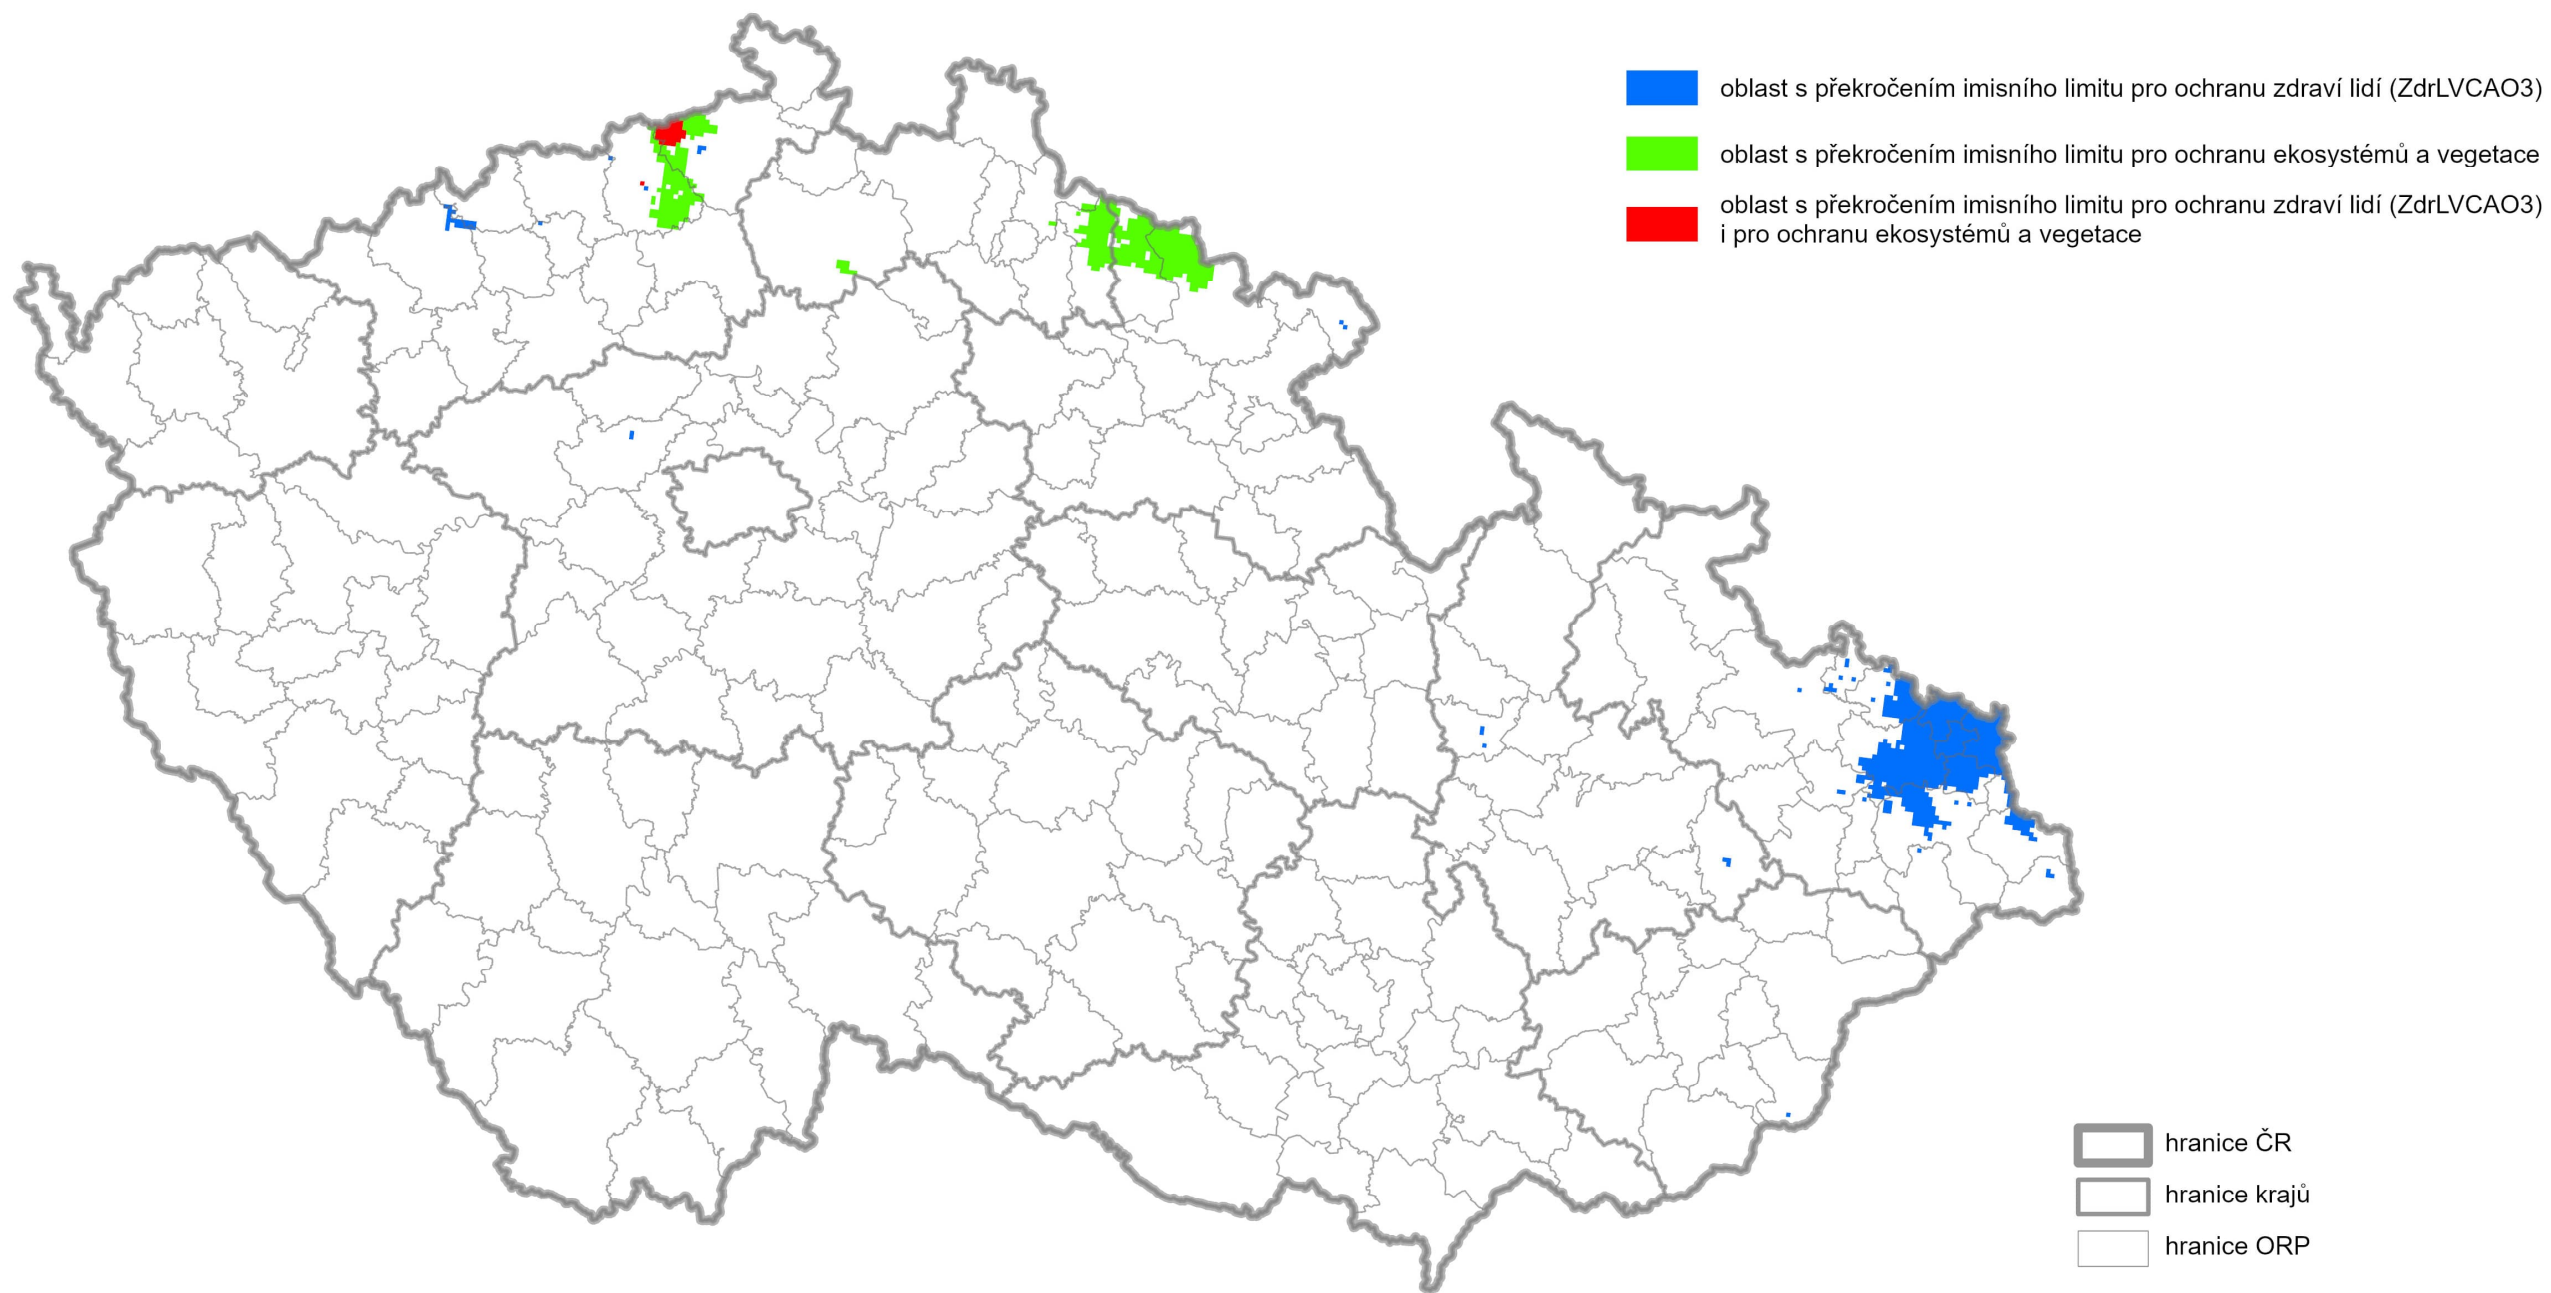 oblast s překročením imisního limitu pro ochranu zdraví lidí (ZdrLVCAO3)
oblast s překročením imisního limitu pro ochranu ekosystémů a vegetace
oblast s překročením imisního limitu pro ochranu zdraví lidí (ZdrLVCAO3)
i pro ochranu ekosystémů a vegetace
hranice ČR
hranice krajů
hranice ORP